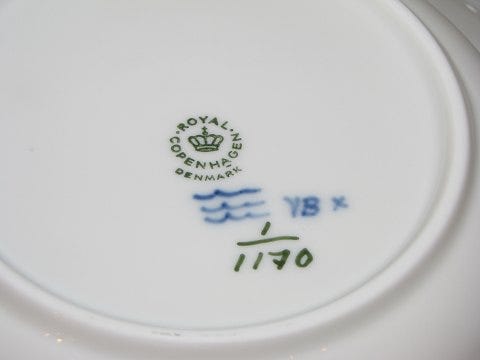 ROYAL
COPENHAGEN
DENMARK
YB x
1
1170